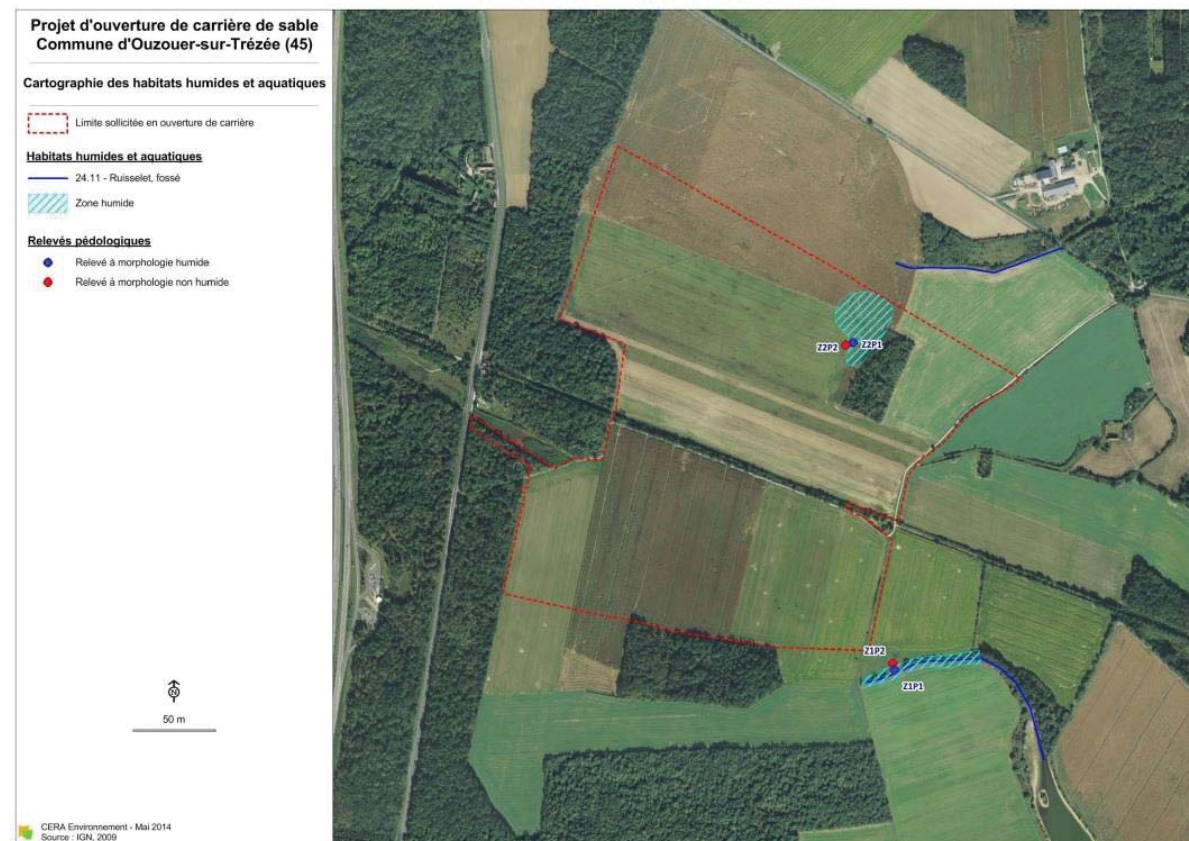 Projet d'ouverture de carrière de sable
Commune d'Ouzouer-sur-Trézée (45)
Cartographie des habitats humides et aquatiques
Limite sollicitée en ouverture de carrière
Habitats humides et aquatiques
24.11 - Ruisselet, fossé
Zone humide
Relevés pédologiques
Relevé à morphologie humide
Relevé à morphologie non humide
Z2P2
Z2P1
Z1P2
Z1P1
N
50 m
CERA Environnement - Mai 2014
Source : IGN, 2009